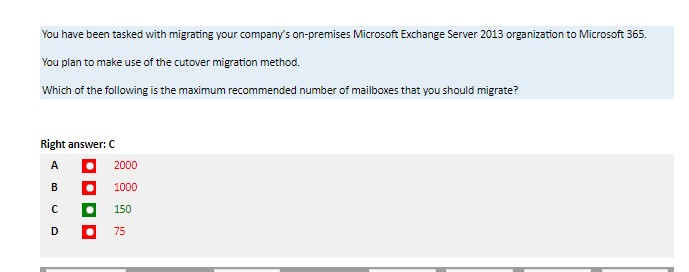 You have been tasked with migrating your company's on-premises Microsoft Exchange Server 2013 organization to Microsoft 365.
You plan to make use of the cutover migration method.
Which of the following is the maximum recommended number of mailboxes that you should migrate?
Right answer: C
A 2000
B 1000
C 150
D 75